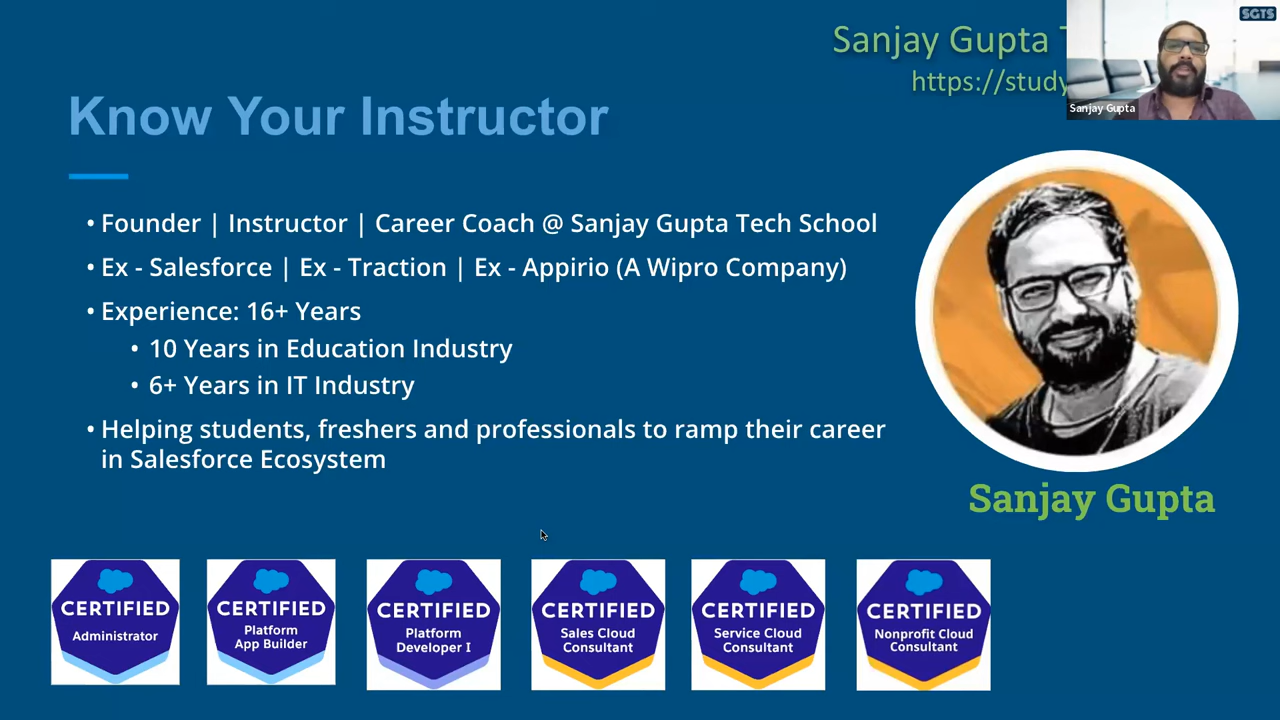 Sanjay Gupta
https://study
SGTS
Sanjay Gupta
Know Your Instructor
• Founder | Instructor | Career Coach @ Sanjay Gupta Tech School
• Ex - Salesforce | Ex - Traction | Ex - Appirio (A Wipro Company)
• Experience: 16+ Years
• 10 Years in Education Industry
• 6+ Years in IT Industry
• Helping students, freshers and professionals to ramp their career
in Salesforce Ecosystem
Sanjay Gupta
CERTIFIED
Administrator
CERTIFIED
Platform
App Builder
CERTIFIED
Platform
Developer I
CERTIFIED
Sales Cloud
Consultant
CERTIFIED
Service Cloud
Consultant
CERTIFIED
Nonprofit Cloud
Consultant